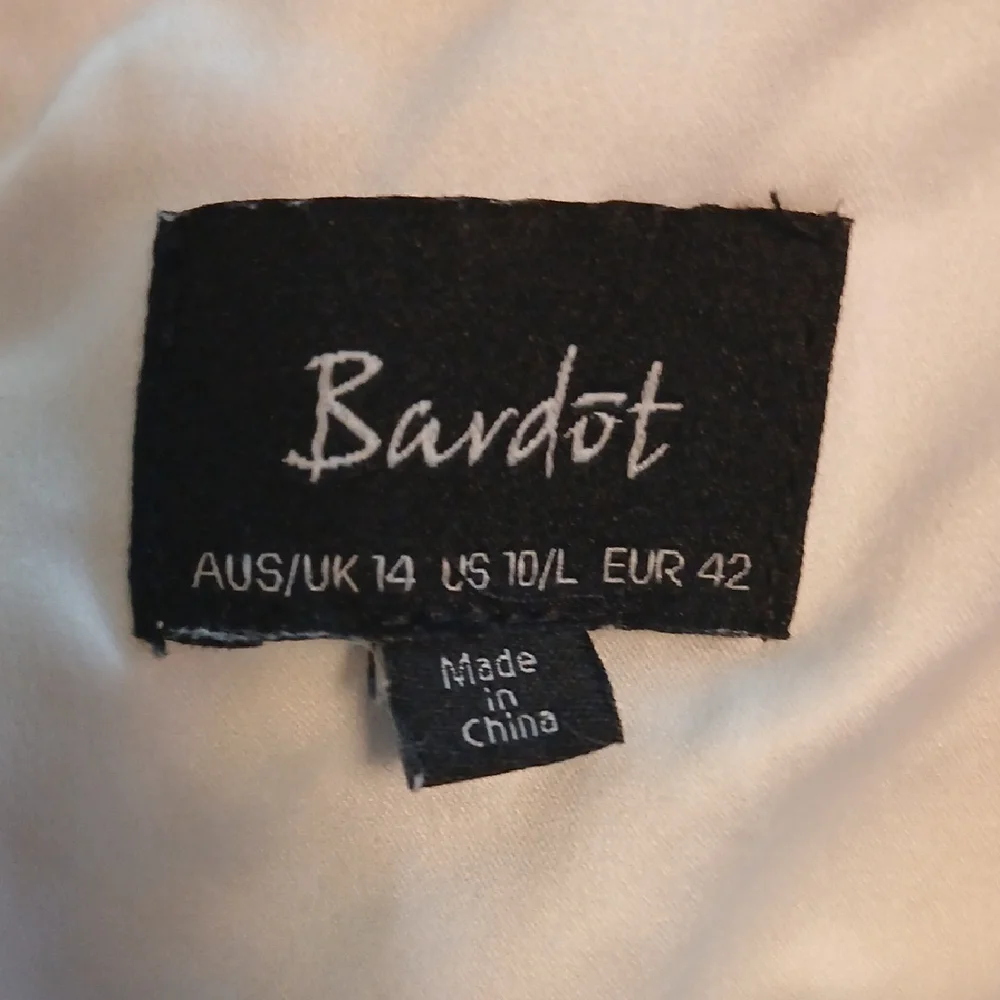 Bardōt
AUS/UK 14 US 10/L EUR 42
Made
in
China